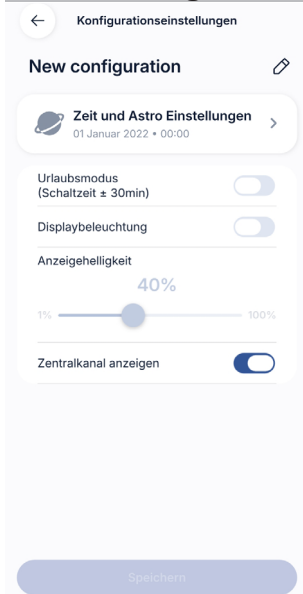 Konfigurationseinstellungen
New configuration
Zeit und Astro Einstellungen
01 Januar 2022 • 00:00
Urlaubsmodus
(Schaltzeit ± 30min)
Displaybeleuchtung
Anzeigehelligkeit
40%
1% 100%
Zentralkanal anzeigen
Speichern